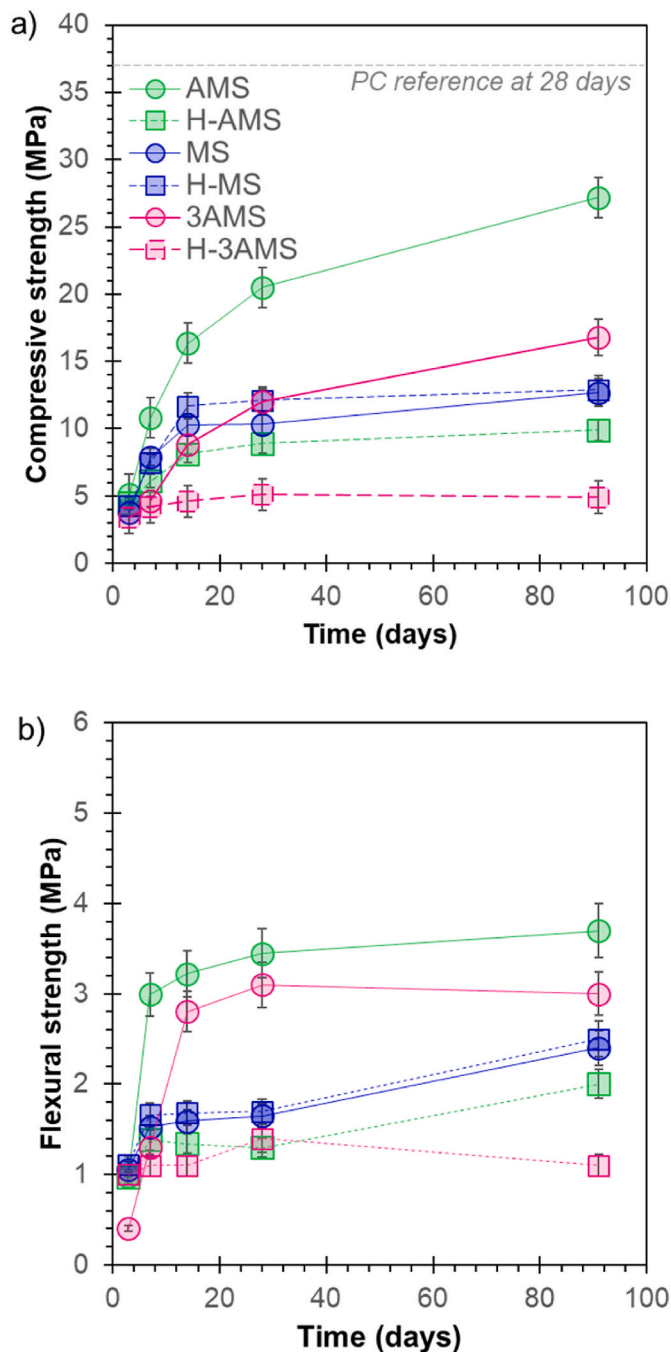 a)
40
35
30
25
20
15
10
5
0
Compressive strength (MPa)
PC reference at 28 days
AMS
H-AMS
MS
H-MS
3AMS
H-3AMS
0 20 40 60 80 100
Time (days)
b)
6
5
4
3
2
1
0
Flexural strength (MPa)
0 20 40 60 80 100
Time (days)